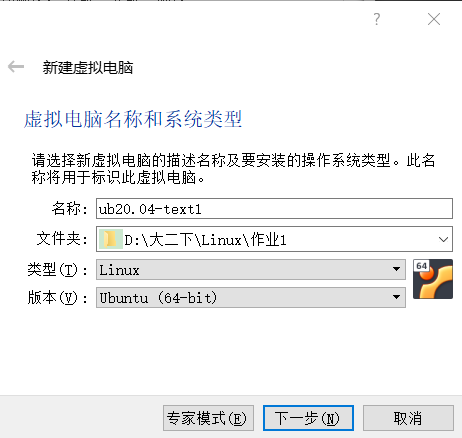 ?
新建虚拟电脑
虚拟电脑名称和系统类型
请选择新虚拟电脑的描述名称及要安装的操作系统类型。此名
称将用于标识此虚拟电脑。
名称: ub20.04-text1
文件夹: D:\大二下\Linux\作业1
类型(T): Linux
64
版本(V): Ubuntu (64-bit)
专家模式(E) 下一步(N) 取消